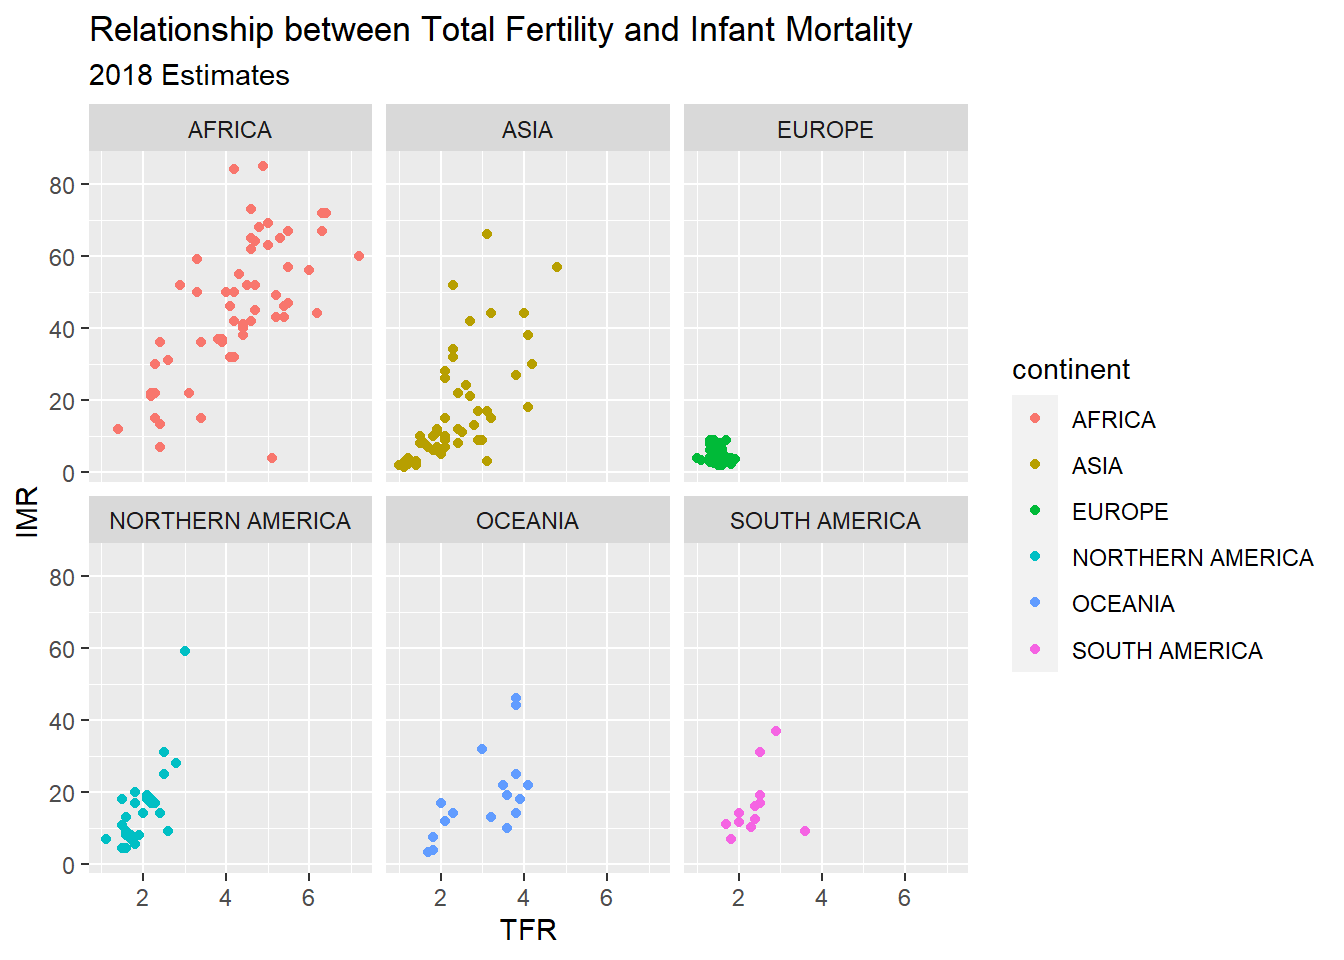 Relationship between Total Fertility and Infant Mortality
2018 Estimates
AFRICA
ASIA
EUROPE
80
60
40
20
0
NORTHERN AMERICA
OCEANIA
SOUTH AMERICA
80
60
40
20
0
IMR
2 4 6
2 4 6
2 4 6
TFR
continent
AFRICA
ASIA
EUROPE
NORTHERN AMERICA
OCEANIA
SOUTH AMERICA